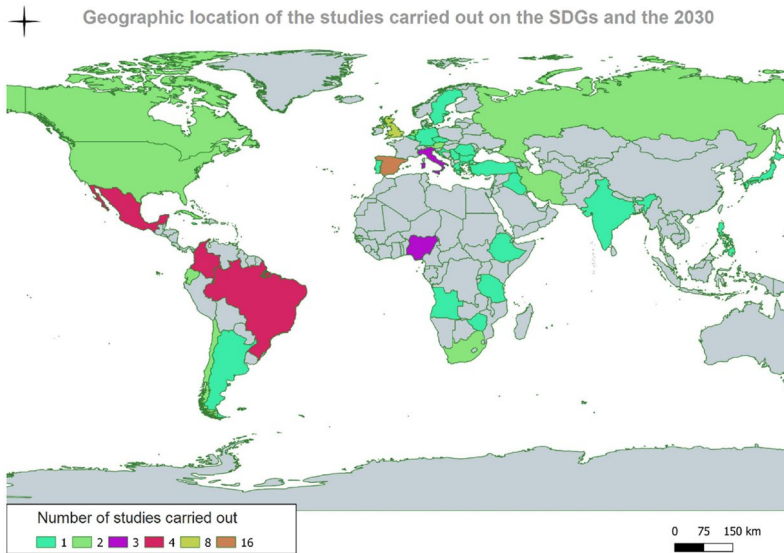 Geographic location of the studies carried out on the SDGs and the 2030
Number of studies carried out
1 2 3 4 8 16
0 75 150 km